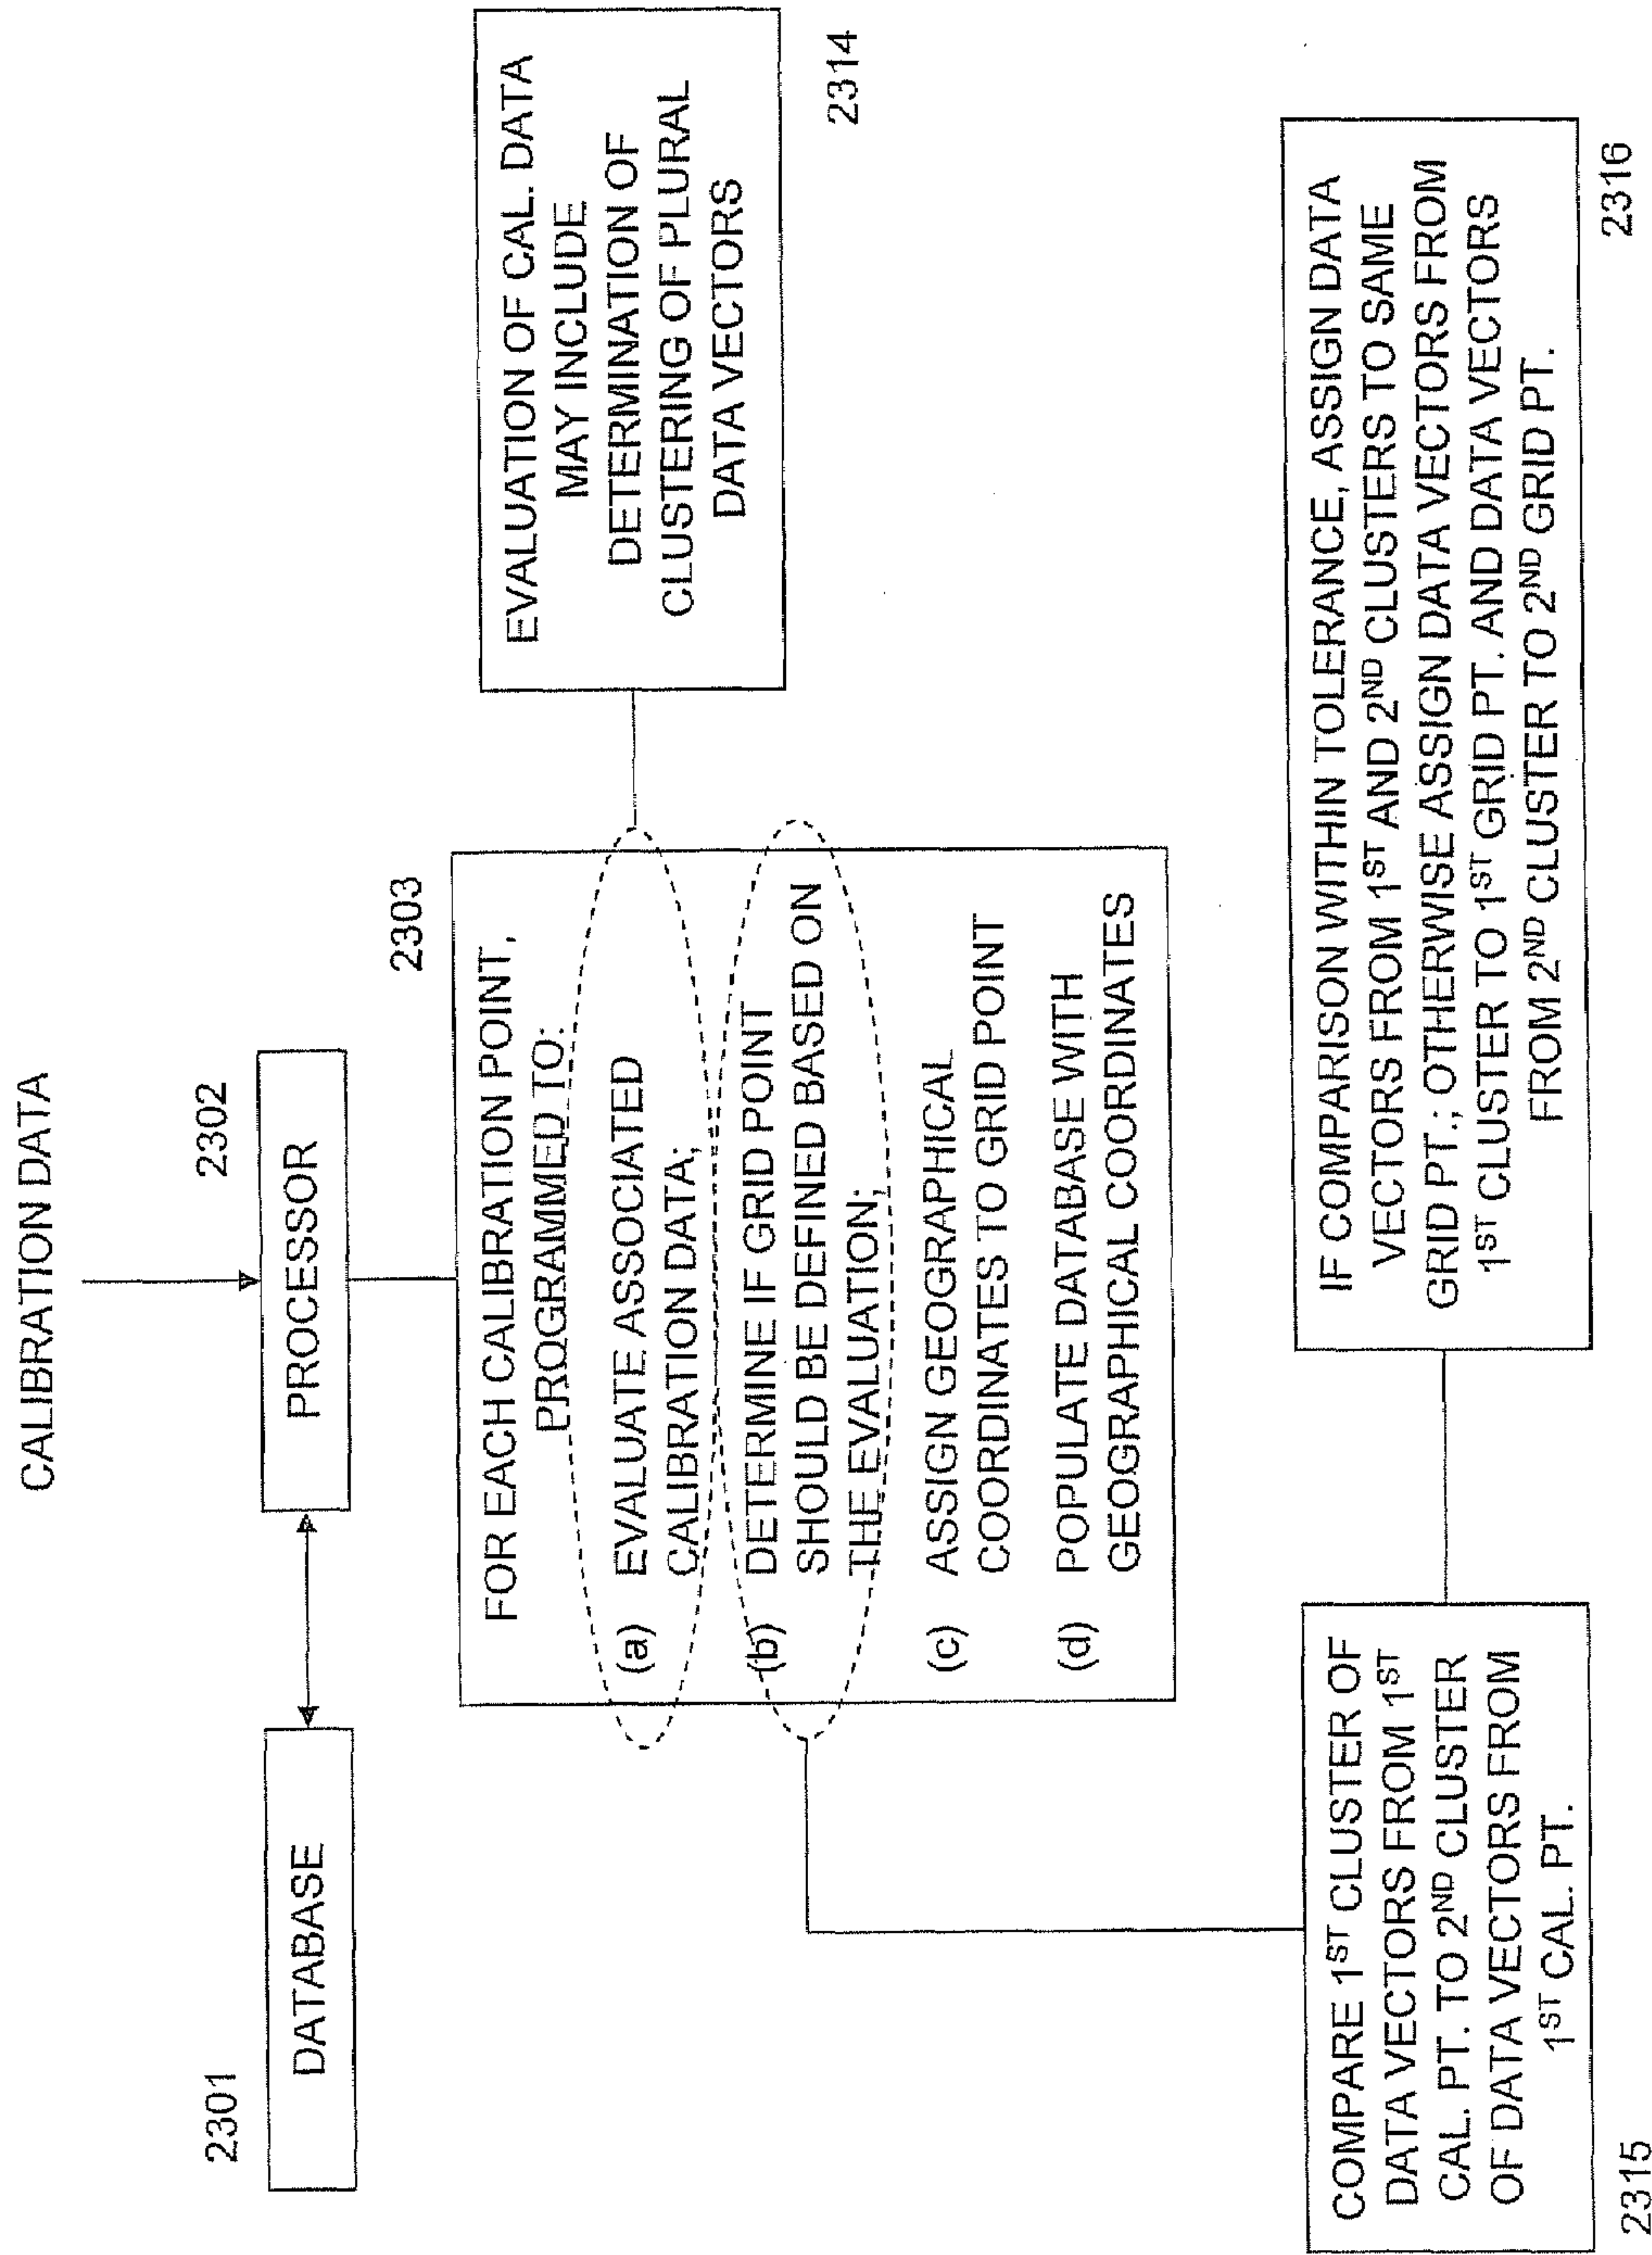 CALIBRATION DATA
2301
DATABASE
2302
PROCESSOR
2303
FOR EACH CALIBRATION POINT,
PROGRAMMED TO:
(a) EVALUATE ASSOCIATED
CALIBRATION DATA;
(b) DETERMINE IF GRID POINT
SHOULD BE DEFINED BASED ON
THE EVALUATION;
(c) ASSIGN GEOGRAPHICAL
COORDINATES TO GRID POINT
(d) POPULATE DATABASE WITH
GEOGRAPHICAL COORDINATES
EVALUATION OF CAL. DATA
MAY INCLUDE
DETERMINATION OF
CLUSTERING OF PLURAL
DATA VECTORS
2314
COMPARE 1ST CLUSTER OF
DATA VECTORS FROM 1ST
CAL. PT. TO 2ND CLUSTER
OF DATA VECTORS FROM
1ST CAL. PT.
2315
IF COMPARISON WITHIN TOLERANCE, ASSIGN DATA
VECTORS FROM 1ST AND 2ND CLUSTERS TO SAME
GRID PT.; OTHERWISE ASSIGN DATA VECTORS FROM
1ST CLUSTER TO 1ST GRID PT. AND DATA VECTORS
FROM 2ND CLUSTER TO 2ND GRID PT.
2316